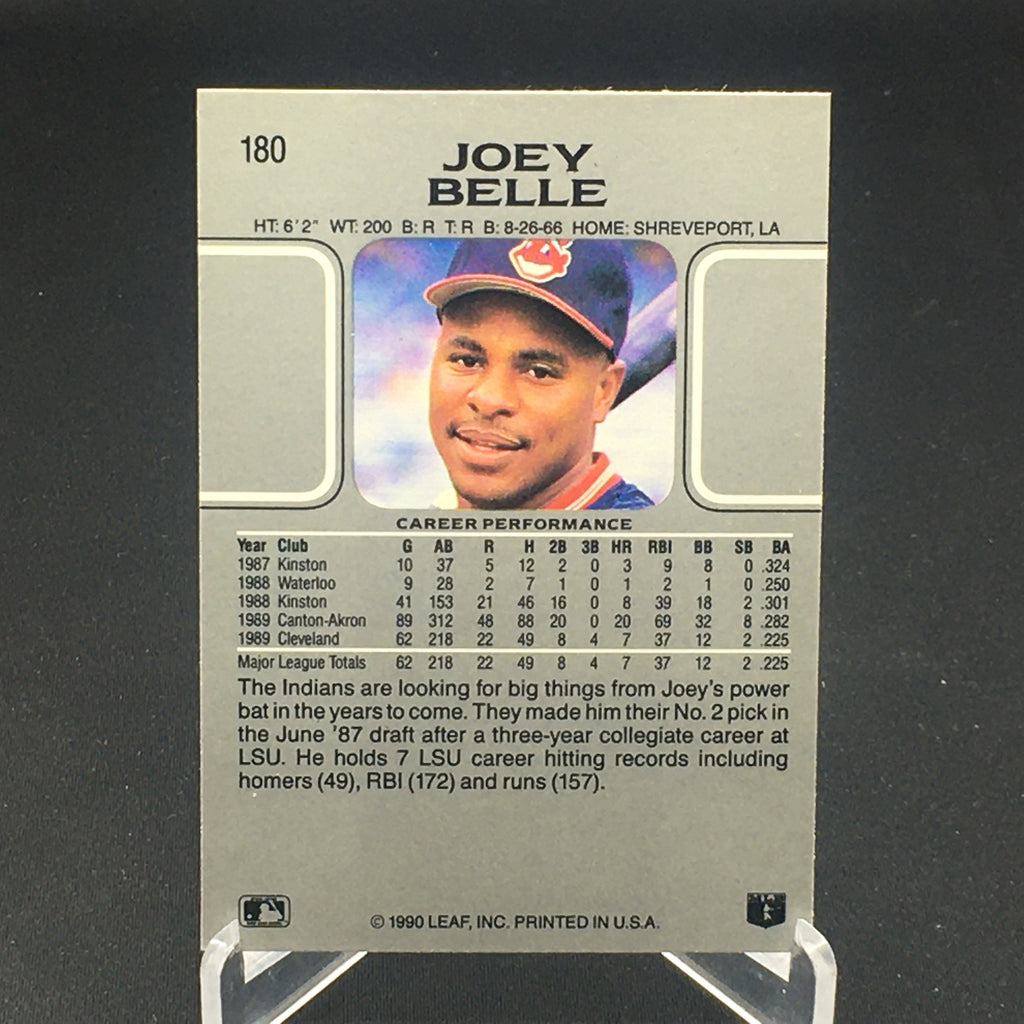 180
JOEY
BELLE
HT: 6'2" WT: 200 B: R T: R B: 8-26-66 HOME: SHREVEPORT, LA
CAREER PERFORMANCE
Year Club G AB R H 2B 3B HR RBI BB SB BA
1987 Kinston 10 37 5 12 2 0 3 9 8 0 .324
1988 Waterloo 9 28 2 7 1 0 1 2 1 0 .250
1988 Kinston 41 153 21 46 16 0 8 39 18 2 .301
1989 Canton-Akron 89 312 48 88 20 0 20 69 32 8 .282
1989 Cleveland 62 218 22 49 8 4 7 37 12 2 .225
Major League Totals 62 218 22 49 8 4 7 37 12 2 .225
The Indians are looking for big things from Joey's power
bat in the years to come. They made him their No. 2 pick in
the June '87 draft after a three-year collegiate career at
LSU. He holds 7 LSU career hitting records including
homers (49), RBI (172) and runs (157).
© 1990 LEAF, INC. PRINTED IN U.S.A.